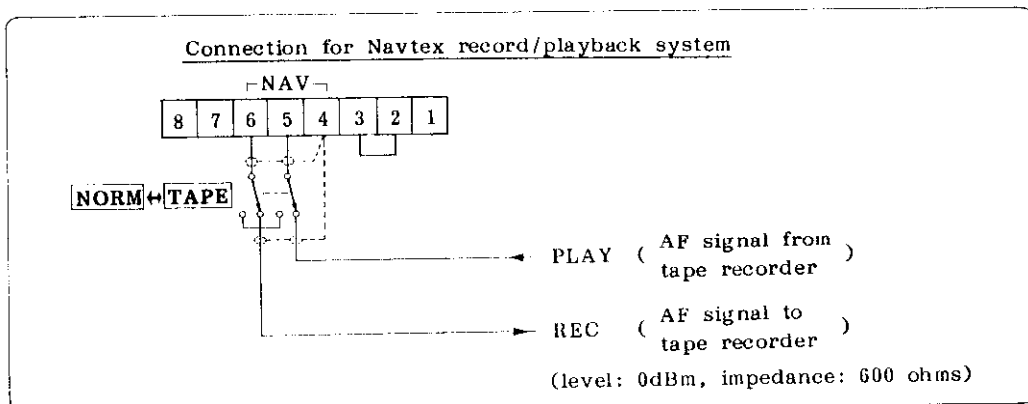 Connection for Navtex record/playback system
NAV
8 7 6 5 4 3 2 1
NORM ↔ TAPE
PLAY ( AF signal from
tape recorder )
REC ( AF signal to
tape recorder )
(level: 0dBm, impedance: 600 ohms)